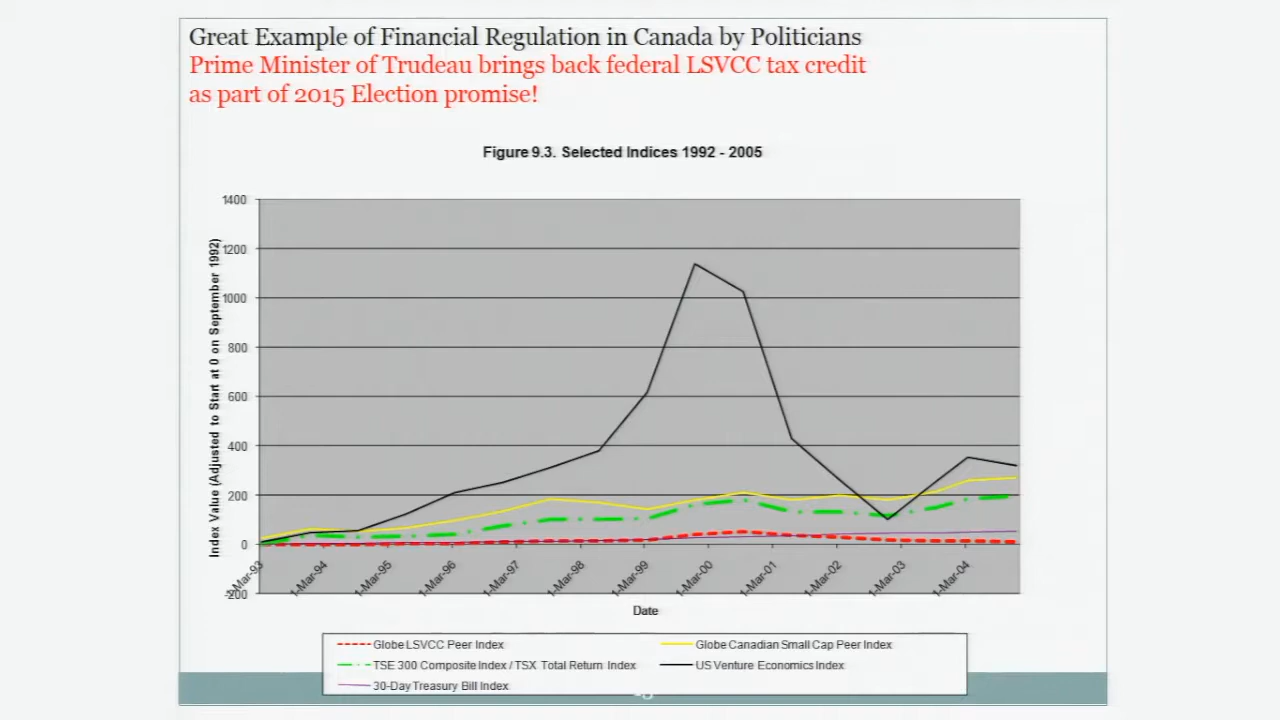 Great Example of Financial Regulation in Canada by Politicians
Prime Minister of Trudeau brings back federal LSVCC tax credit
as part of 2015 Election promise!
Figure 9.3. Selected Indices 1992 - 2005
Index Value (Adjusted to Start at 0 on September 1992)
1400
1200
1000
800
600
400
200
0
-200
1-Mar-93
1-Mar-94
1-Mar-95
1-Mar-96
1-Mar-97
1-Mar-98
1-Mar-99
1-Mar-00
1-Mar-01
1-Mar-02
1-Mar-03
1-Mar-04
Date
Globe LSVCC Peer Index
Globe Canadian Small Cap Peer Index
TSE 300 Composite Index / TSX Total Return Index
US Venture Economics Index
30-Day Treasury Bill Index